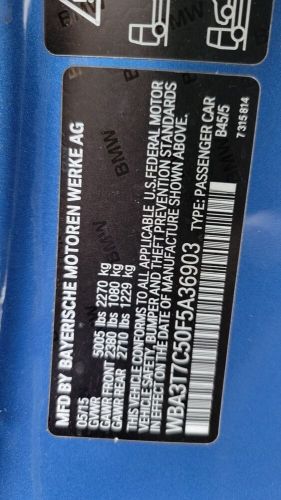 MFD BY BAYERISCHE MOTOREN WERKE AG
05/15
GVWR 5005 lbs 2270 kg
GAWR FRONT 2380 lbs 1080 kg
GAWR REAR 2710 lbs 1229 kg
THIS VEHICLE CONFORMS TO ALL APPLICABLE U.S.FEDERAL MOTOR
VEHICLE SAFETY, BUMPER AND THEFT PREVENTION STANDARDS
IN EFFECT ON THE DATE OF MANUFACTURE SHOWN ABOVE.
WBA3T7C50F5A36903 TYPE: PASSENGER CAR
B45/5
7 315 814
BMW
BMW
BMW